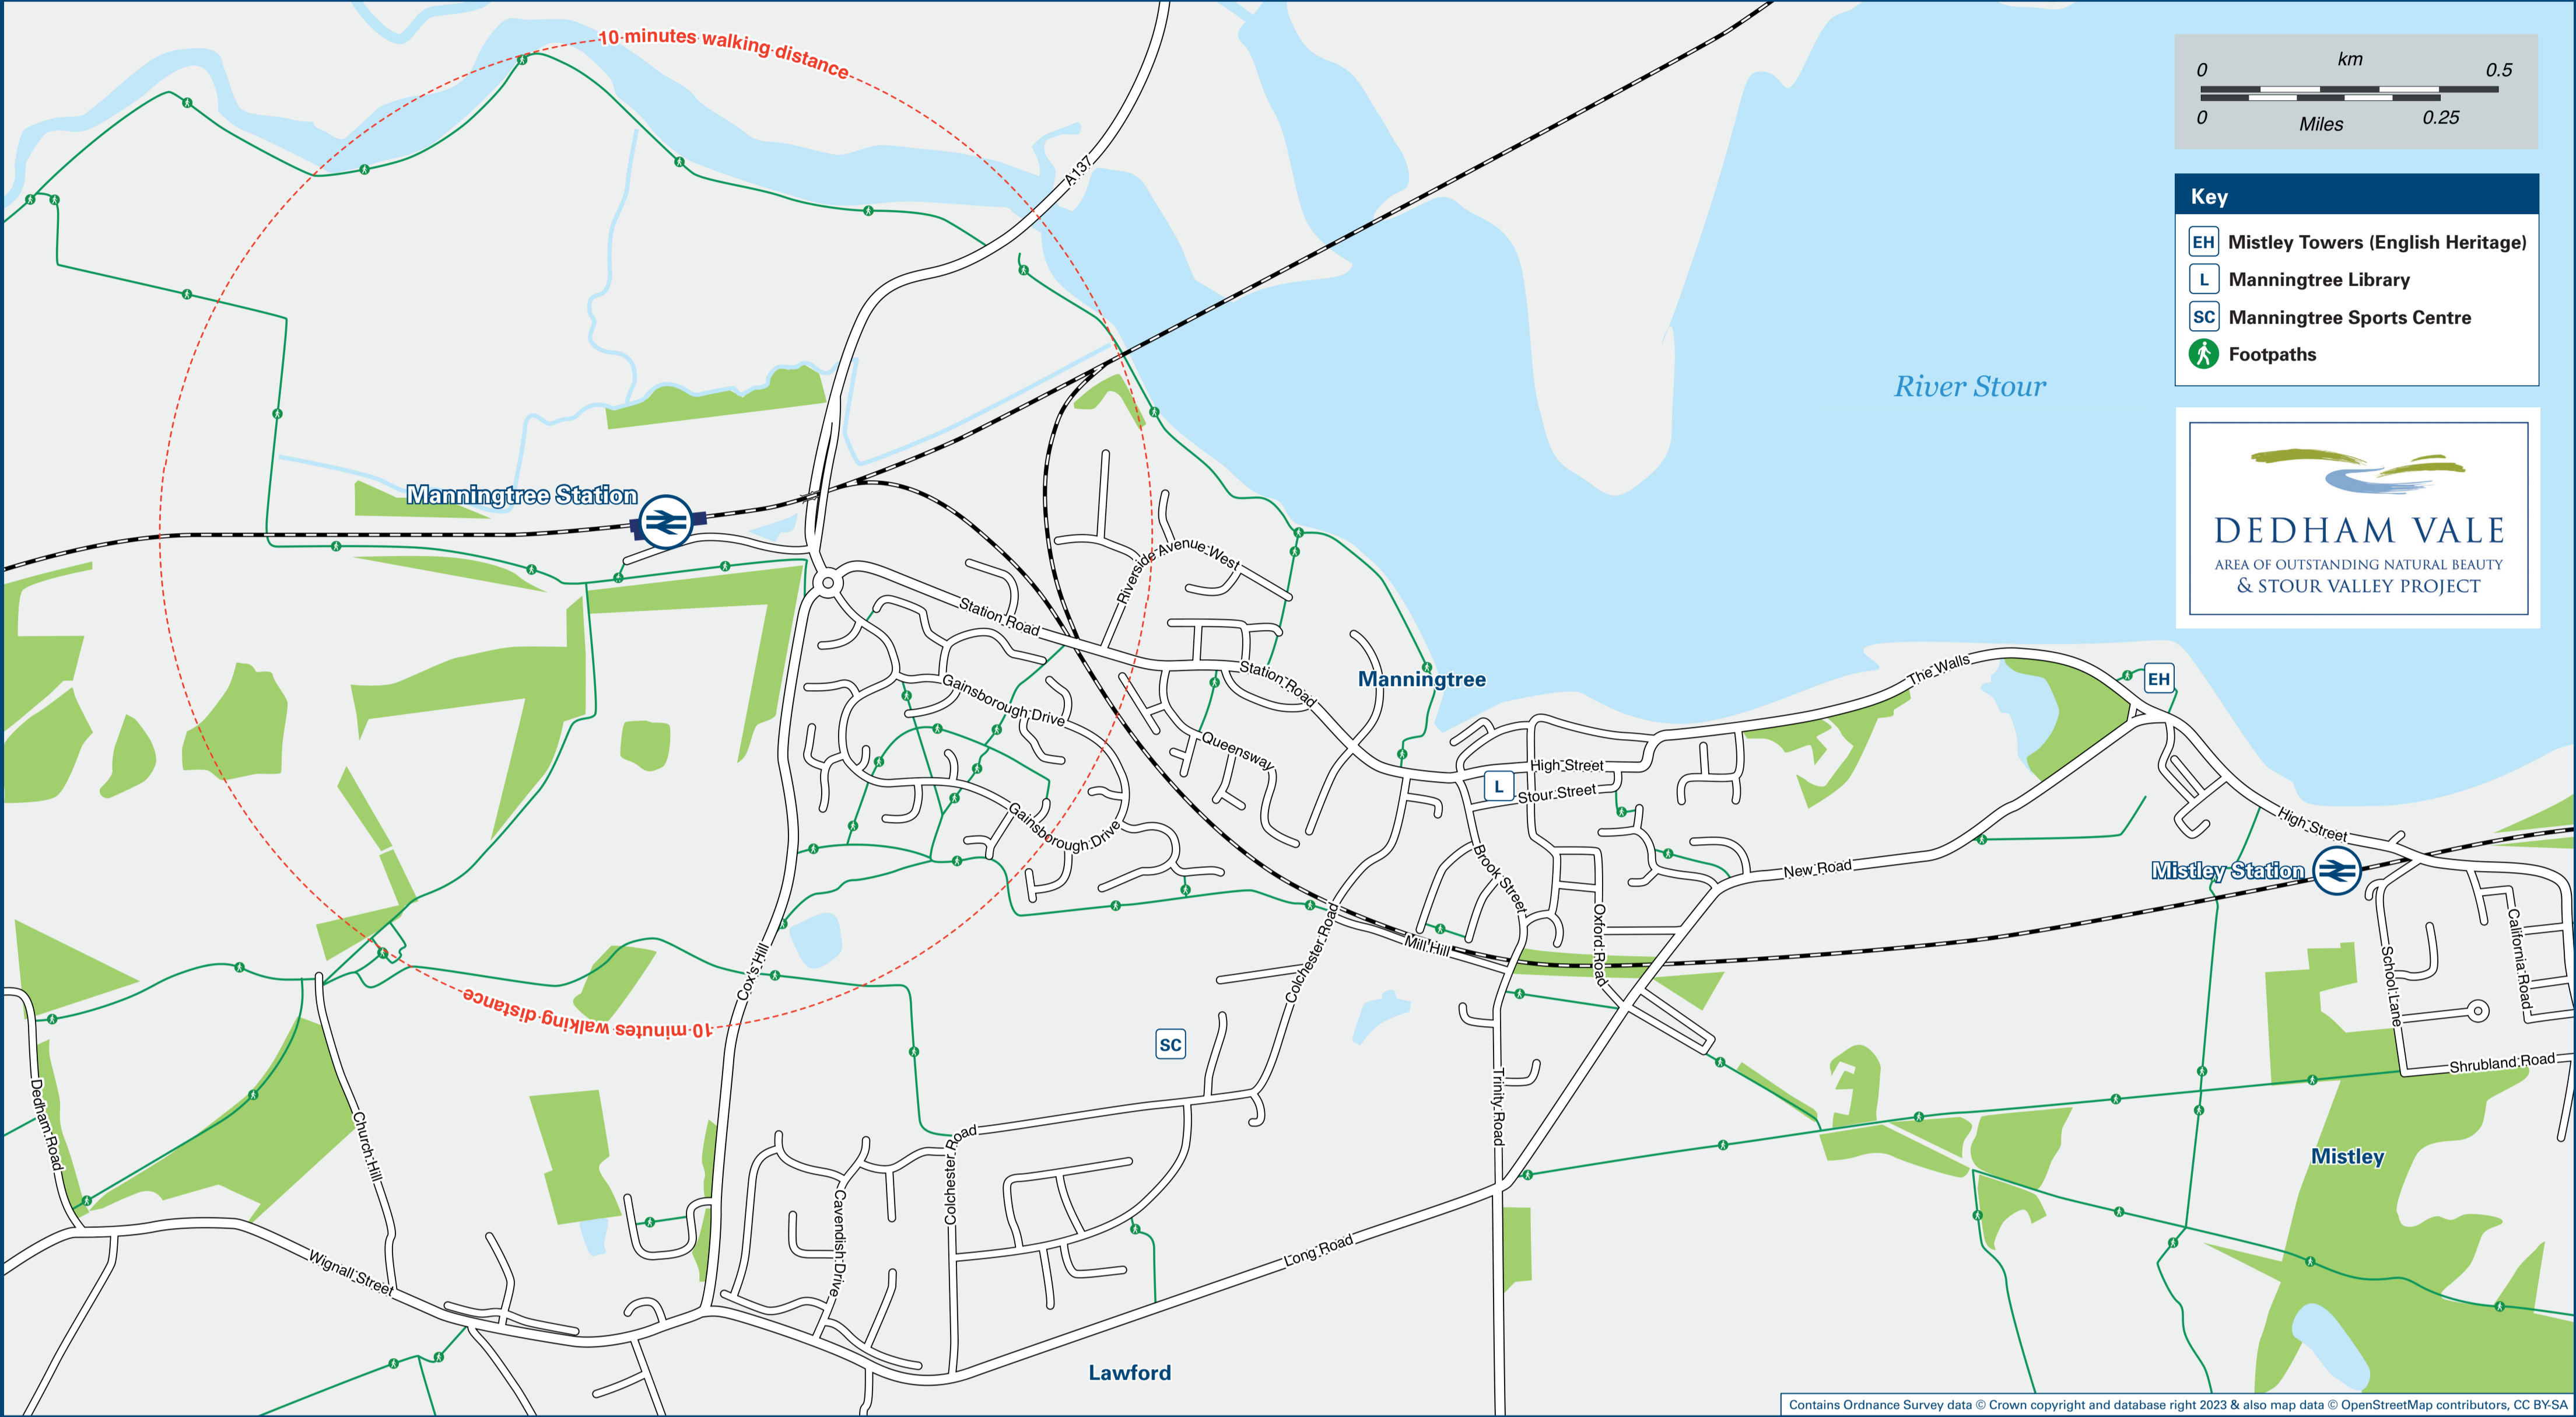 10 minutes walking distance
A137
km
0 0.5
0 0.25
Miles
Key
EH Mistley Towers (English Heritage)
L Manningtree Library
SC Manningtree Sports Centre
Footpaths
River Stour
DEDHAM VALE
AREA OF OUTSTANDING NATURAL BEAUTY
& STOUR VALLEY PROJECT
Manningtree Station
Riverside Avenue West
Station Road
Station Road
Manningtree
The Walls
EH
Gainsborough Drive
Queensway
High Street
L
Stour Street
Gainsborough Drive
High Street
Brook Street
New Road
Mistley Station
Oxford Road
Mill Hill
Colchester Road
Cox's Hill
10 minutes walking distance
School Lane
California Road
SC
Shrubland Road
Dedham Road
Church Hill
Trinity Road
Colchester Road
Cavendish Drive
Mistley
Wignall Street
Long Road
Lawford
Contains Ordnance Survey data © Crown copyright and database right 2023 & also map data © OpenStreetMap contributors, CC BY-SA